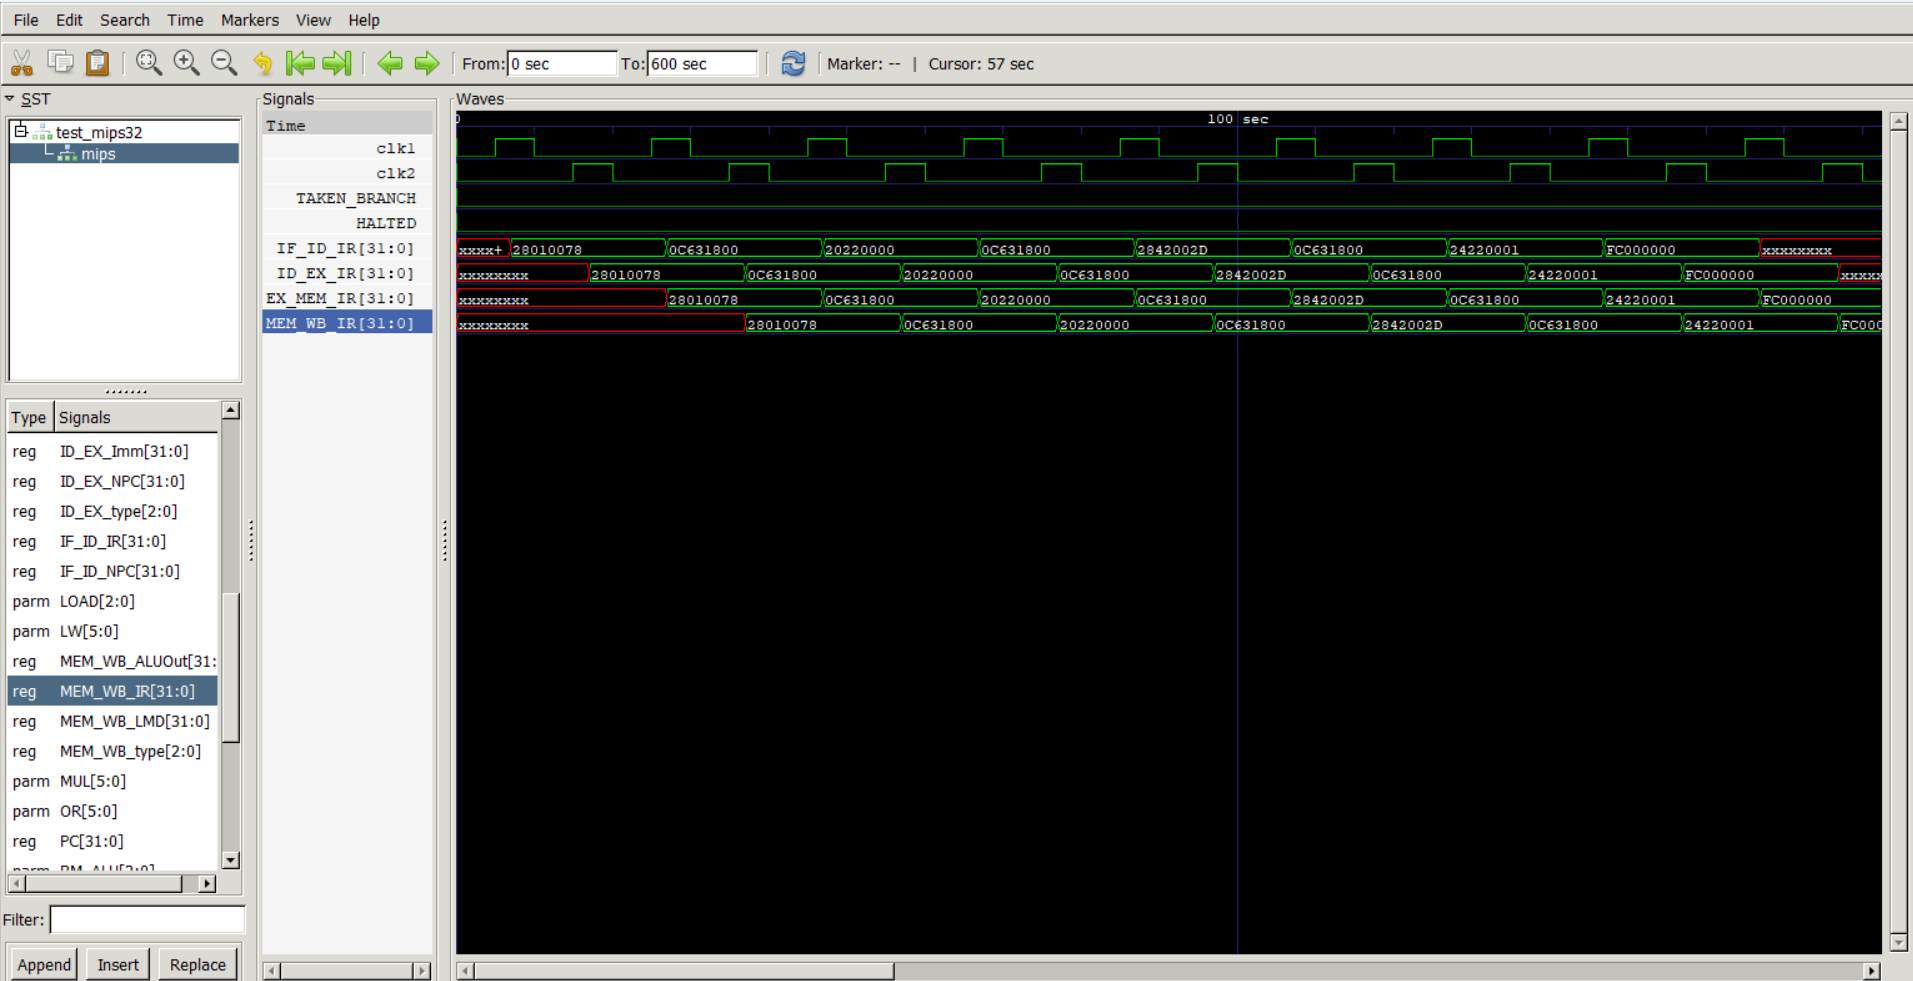 File Edit Search Time Markers View Help
From: 0 sec To: 600 sec Marker: -- | Cursor: 57 sec
SST
test_mips32
mips
Type Signals
reg ID_EX_Imm[31:0]
reg ID_EX_NPC[31:0]
reg ID_EX_type[2:0]
reg IF_ID_IR[31:0]
reg IF_ID_NPC[31:0]
parm LOAD[2:0]
parm LW[5:0]
reg MEM_WB_ALUOut[31:
reg MEM_WB_IR[31:0]
reg MEM_WB_LMD[31:0]
reg MEM_WB_type[2:0]
parm MUL[5:0]
parm OR[5:0]
reg PC[31:0]
parm RM_ALU[2:0]
Filter:
Append Insert Replace
Signals
Time
clk1
clk2
TAKEN_BRANCH
HALTED
IF_ID_IR[31:0]
ID_EX_IR[31:0]
EX_MEM_IR[31:0]
MEM_WB_IR[31:0]
Waves
0 100 sec
xxxx+ 28010078 0C631800 20220000 0C631800 2842002D 0C631800 24220001 FC000000 xxxxxxxx
xxxxxxxx 28010078 0C631800 20220000 0C631800 2842002D 0C631800 24220001 FC000000 xxxxx
xxxxxxxx 28010078 0C631800 20220000 0C631800 2842002D 0C631800 24220001 FC000000
xxxxxxxx 28010078 0C631800 20220000 0C631800 2842002D 0C631800 24220001 FC000